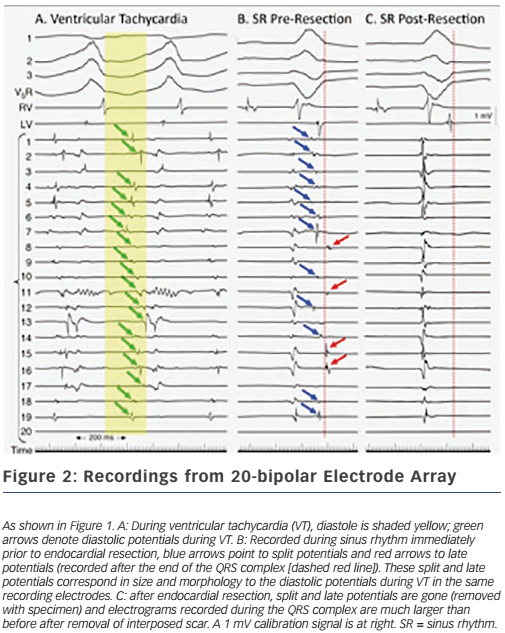 A. Ventricular Tachycardia
B. SR Pre-Resection
C. SR Post-Resection
1
2
3
V5R
RV
LV
1 mV
1
2
3
4
5
6
7
8
9
10
11
12
13
14
15
16
17
18
19
20
200 ms
Time
Figure 2: Recordings from 20-bipolar Electrode Array
As shown in Figure 1. A: During ventricular tachycardia (VT), diastole is shaded yellow; green
arrows denote diastolic potentials during VT. B: Recorded during sinus rhythm immediately
prior to endocardial resection, blue arrows point to split potentials and red arrows to late
potentials (recorded after the end of the QRS complex [dashed red line]). These split and late
potentials correspond in size and morphology to the diastolic potentials during VT in the same
recording electrodes. C: after endocardial resection, split and late potentials are gone (removed
with specimen) and electrograms recorded during the QRS complex are much larger than
before after removal of interposed scar. A 1 mV calibration signal is at right. SR = sinus rhythm.